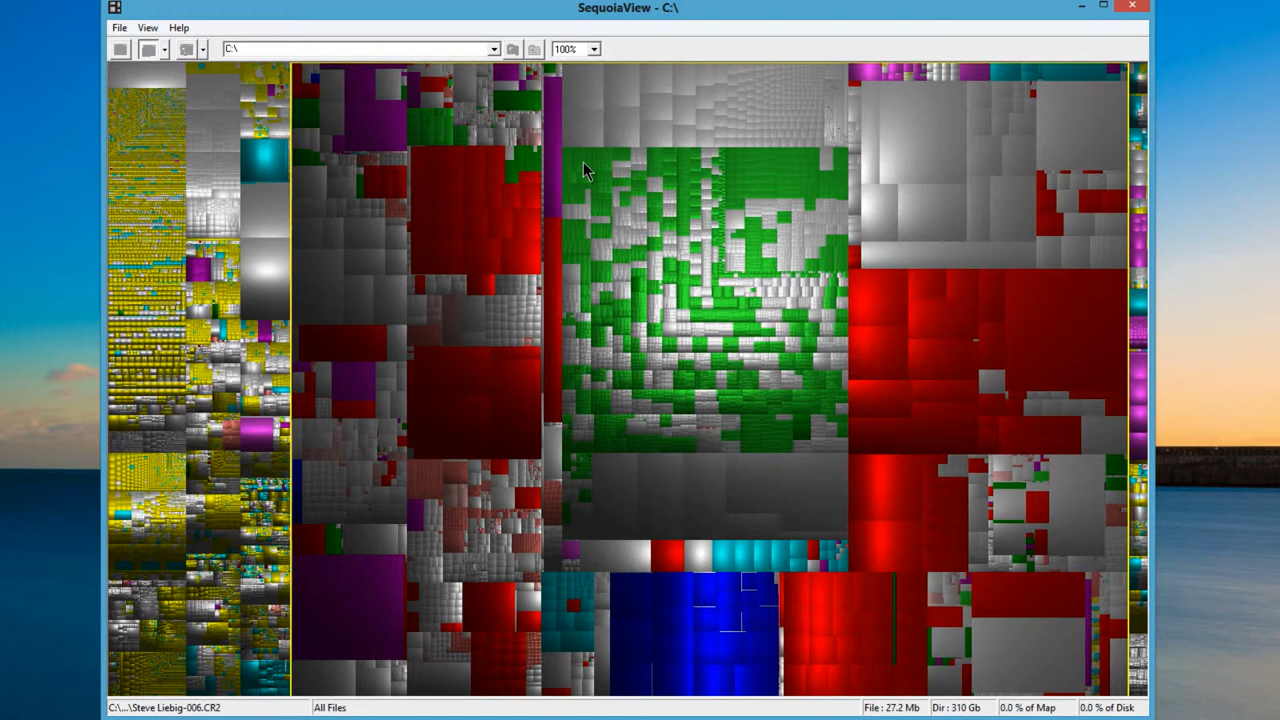 SequoiaView - C:\
File View Help
C:\ 100%
C:\...\Steve Liebig-006.CR2 All Files File : 27.2 Mb Dir : 310 Gb 0.0 % of Map 0.0 % of Disk